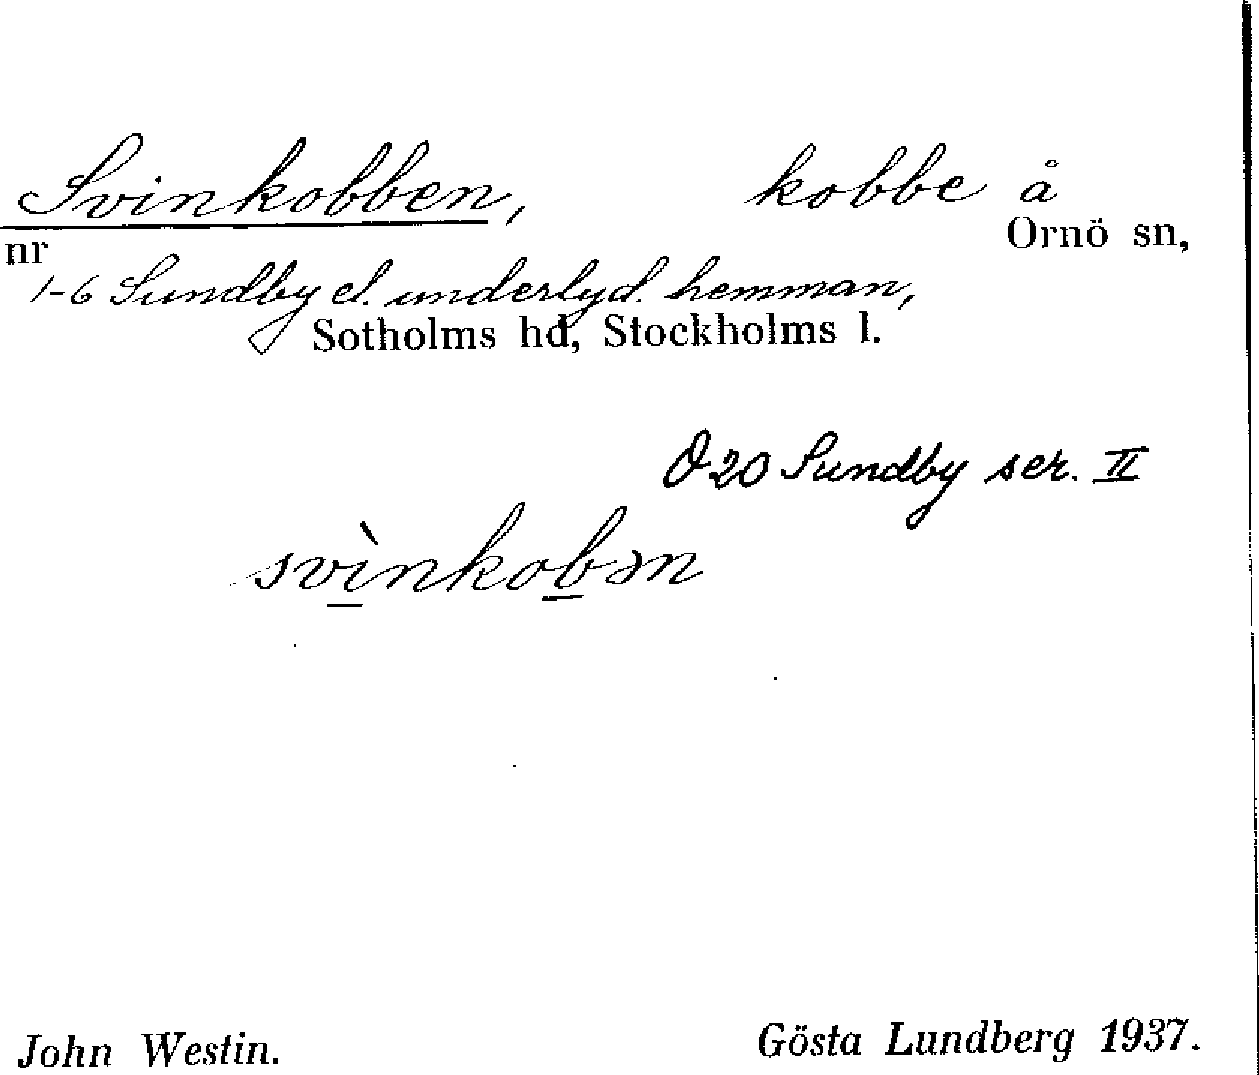 Svinkobben, kobbe å
Ornö sn,
nr
1-6 Sundby el. underlyd. hemman,
Sotholms hd, Stockholms l.
O20 Sundby ser. II
svìnkobən
John Westin. Gösta Lundberg 1937.